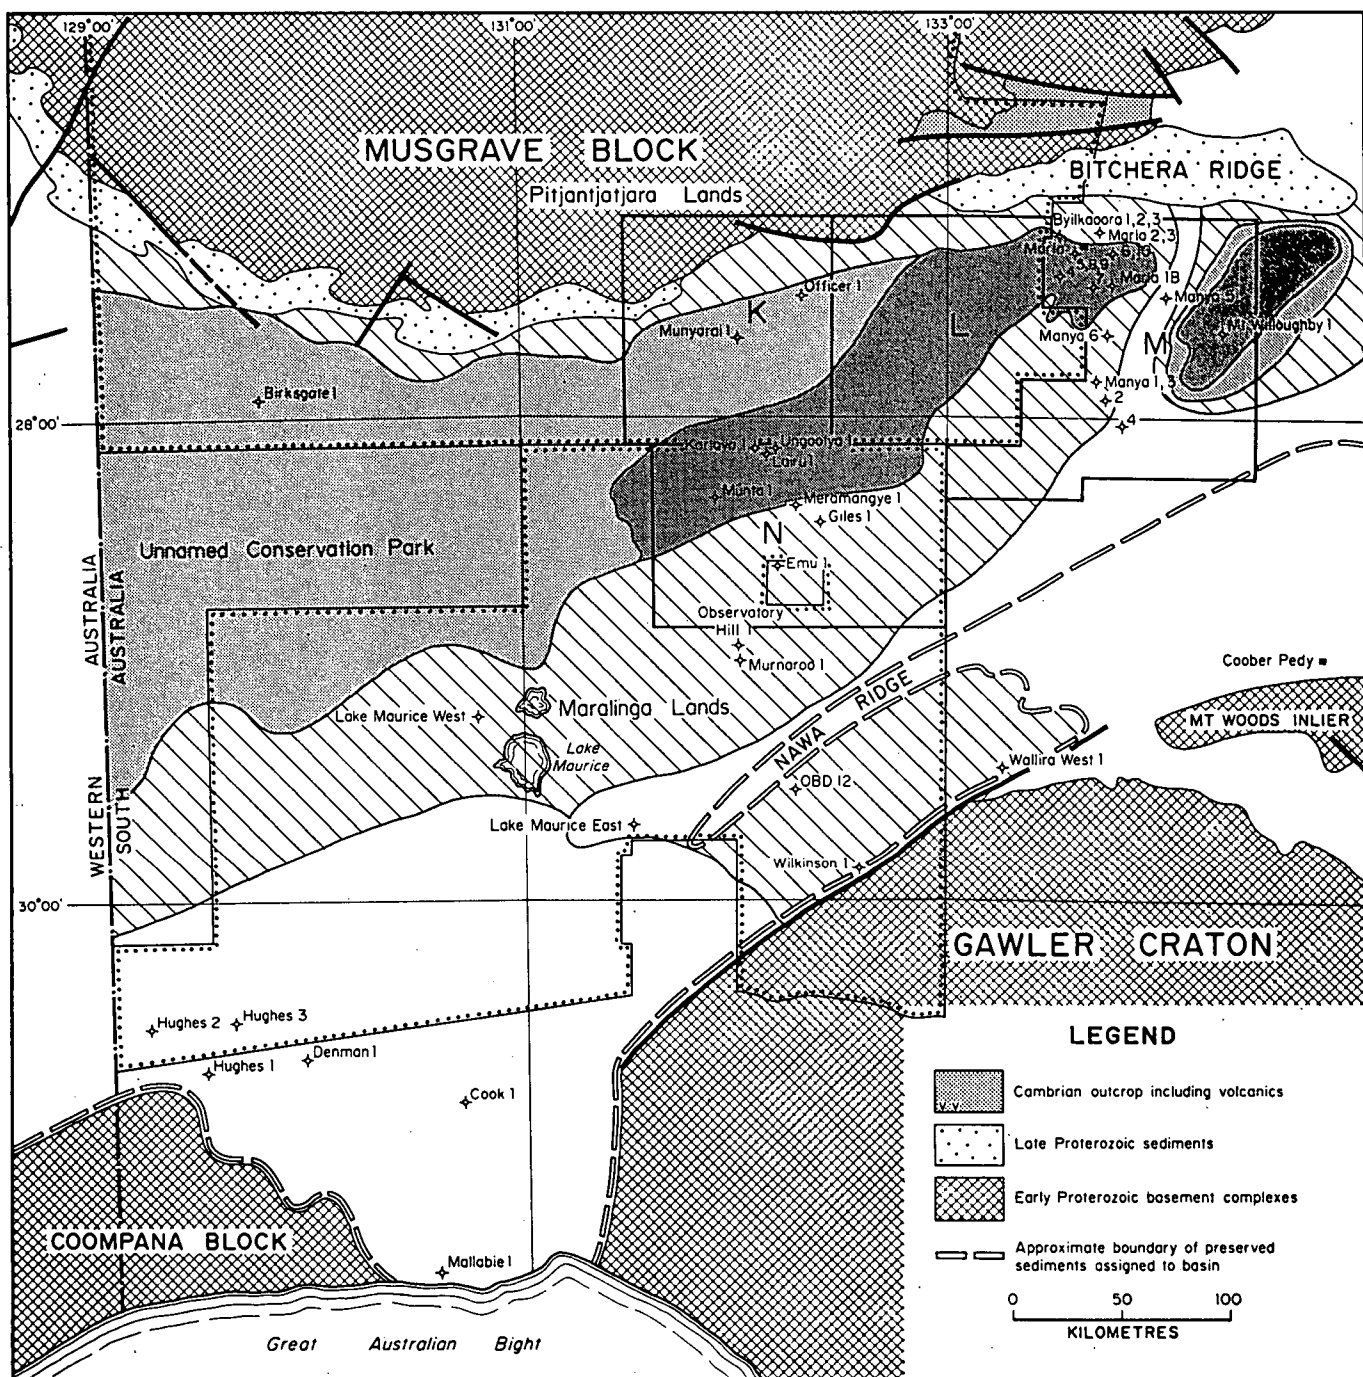 129°00'
131°00'
133°00'
MUSGRAVE BLOCK
Pitjantjatjara Lands
BITCHERA RIDGE
Byilkaoora 1,2,3
Marla 2,3
Marla 1B
Officer 1
K
Munyarai 1
L
Manya 5
Mt Willoughby 1
Manya 6
M
Birksgate 1
Manya 1, 3
2
4
28°00'
Karlaya 1
Ungoolya 1
Lairu 1
Munta 1
Meramangye 1
Giles 1
N
Unnamed Conservation Park
Emu 1
Observatory
Hill 1
Murnaroo 1
WESTERN AUSTRALIA
SOUTH AUSTRALIA
Coober Pedy
MT WOODS INLIER
NAWA RIDGE
Lake Maurice West
Maralinga Lands
Lake
Maurice
Wallira West 1
OBD 12
Lake Maurice East
Wilkinson 1
30°00'
GAWLER CRATON
Hughes 2
Hughes 3
Hughes 1
Denman 1
Cook 1
COOMPANA BLOCK
Mallabie 1
Great Australian Bight
LEGEND
v v
Cambrian outcrop including volcanics
Late Proterozoic sediments
Early Proterozoic basement complexes
Approximate boundary of preserved
sediments assigned to basin
0 50 100
KILOMETRES